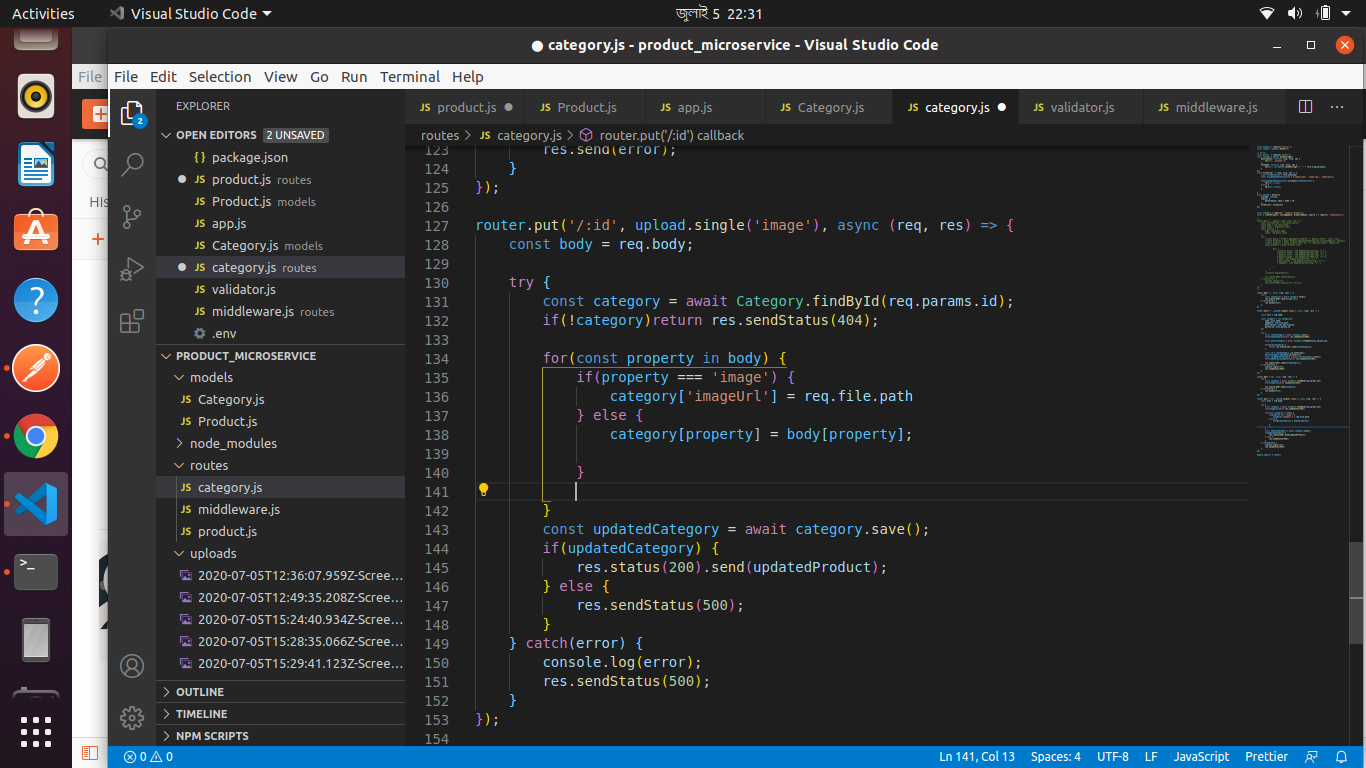 Activities Visual Studio Code জুলাই 5 22:31
category.js - product_microservice - Visual Studio Code
File File Edit Selection View Go Run Terminal Help
EXPLORER
OPEN EDITORS 2 UNSAVED
package.json
product.js routes
Product.js models
app.js
Category.js models
category.js routes
validator.js
middleware.js routes
.env
PRODUCT_MICROSERVICE
models
Category.js
Product.js
node_modules
routes
category.js
middleware.js
product.js
uploads
2020-07-05T12:36:07.959Z-Scree...
2020-07-05T12:49:35.208Z-Scree...
2020-07-05T15:24:40.934Z-Scree...
2020-07-05T15:28:35.066Z-Scree...
2020-07-05T15:29:41.123Z-Scree...
OUTLINE
TIMELINE
NPM SCRIPTS
His
2
JS product.js JS Product.js JS app.js JS Category.js JS category.js JS validator.js JS middleware.js
routes > JS category.js > router.put('/:id') callback
123 res.send(error);
124 }
125 });
126
127 router.put('/:id', upload.single('image'), async (req, res) => {
128 const body = req.body;
129
130 try {
131 const category = await Category.findById(req.params.id);
132 if(!category)return res.sendStatus(404);
133
134 for(const property in body) {
135 if(property === 'image') {
136 category['imageUrl'] = req.file.path
137 } else {
138 category[property] = body[property];
139
140 }
141
142 }
143 const updatedCategory = await category.save();
144 if(updatedCategory) {
145 res.status(200).send(updatedProduct);
146 } else {
147 res.sendStatus(500);
148 }
149 } catch(error) {
150 console.log(error);
151 res.sendStatus(500);
152 }
153 });
154
0 0 Ln 141, Col 13 Spaces: 4 UTF-8 LF JavaScript Prettier